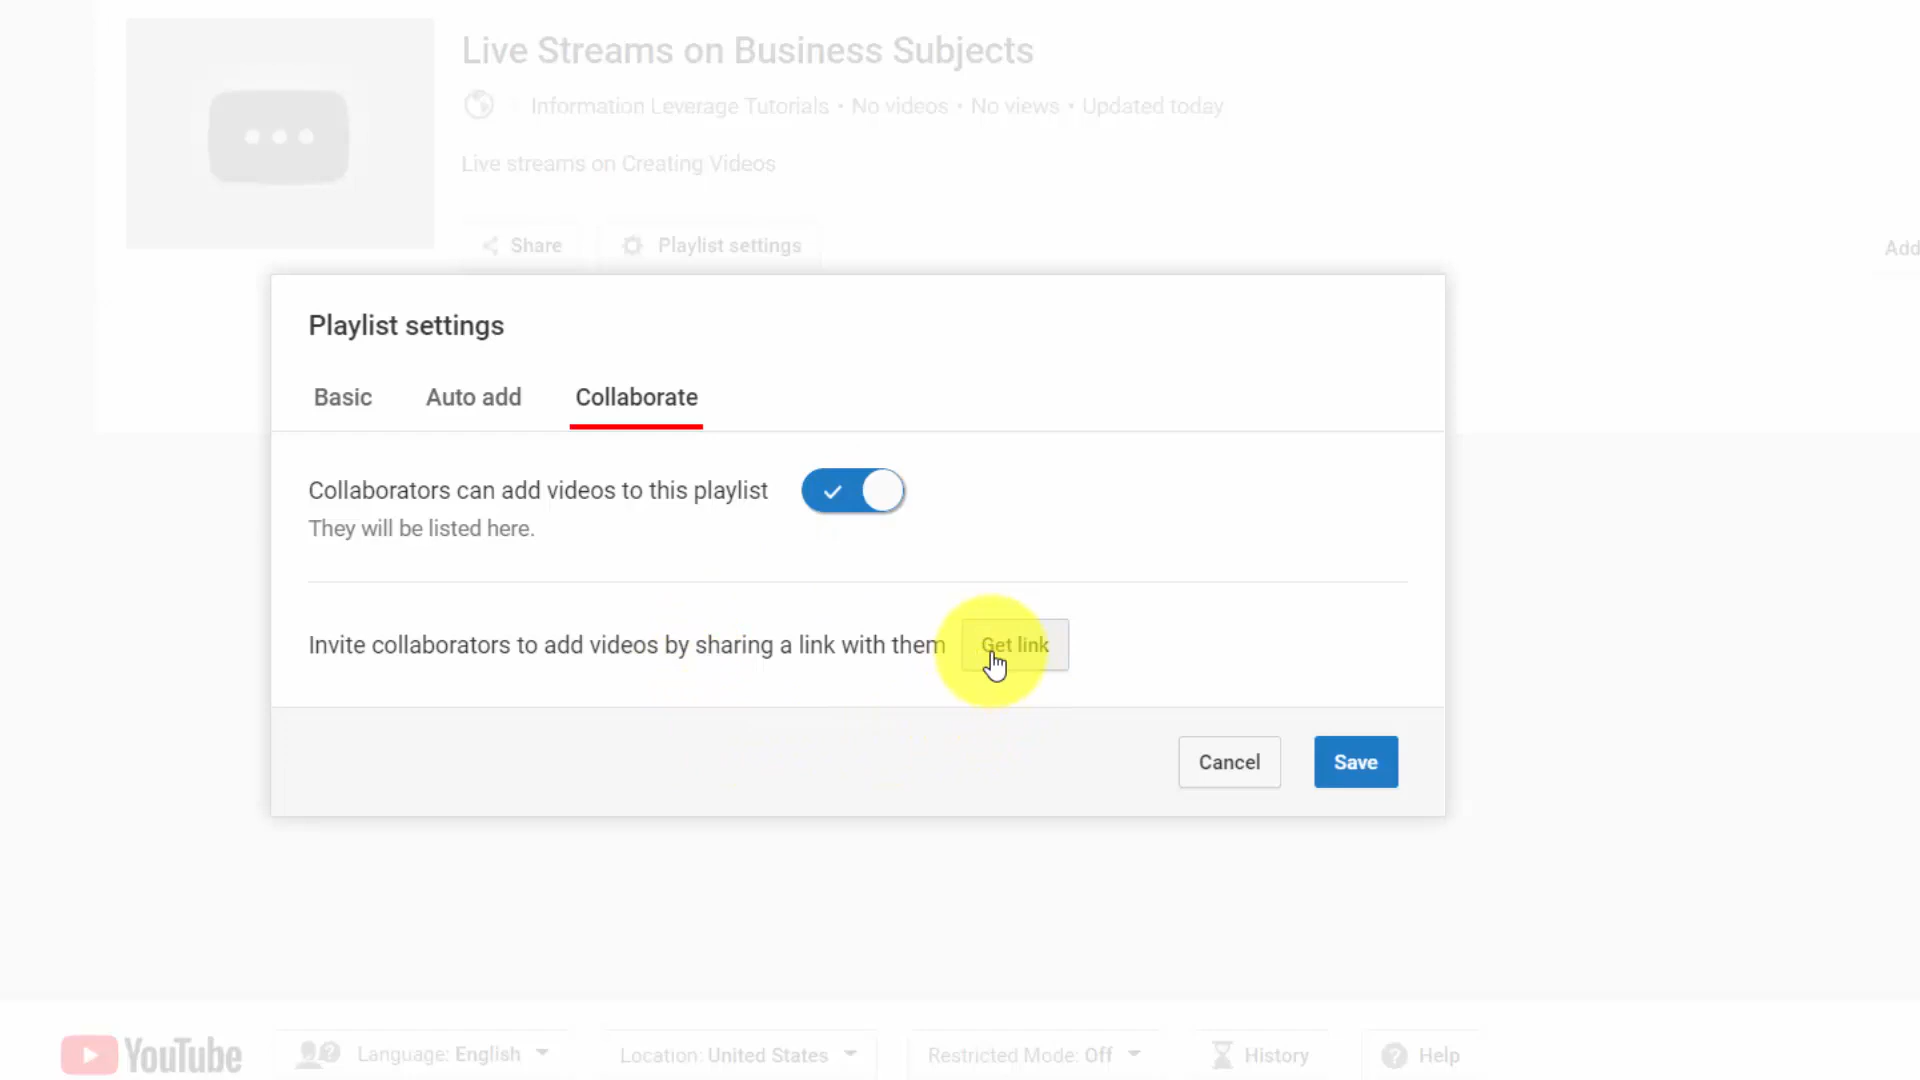 Live Streams on Business Subjects
Information Leverage Tutorials • No videos • No views • Updated today
Live streams on Creating Videos
Share
Playlist settings
Add
Playlist settings
Basic
Auto add
Collaborate
Collaborators can add videos to this playlist
They will be listed here.
Invite collaborators to add videos by sharing a link with them
Get link
Cancel
Save
YouTube
Language: English
Location: United States
Restricted Mode: Off
History
Help